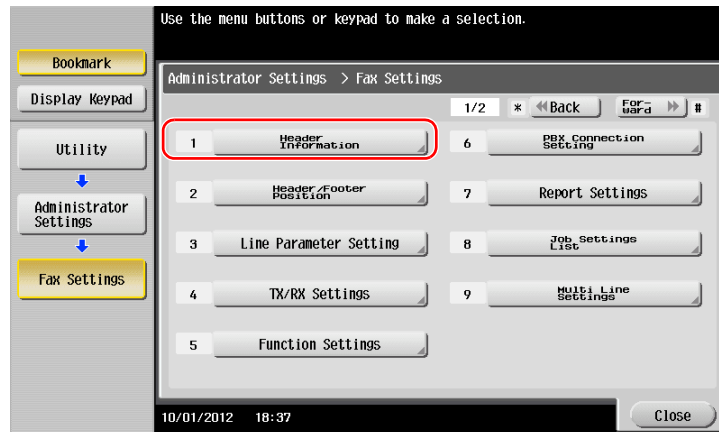 Use the menu buttons or keypad to make a selection.
Bookmark
Display Keypad
Utility
Administrator
Settings
Fax Settings
Administrator Settings > Fax Settings
1/2 * Back For-
ward #
1 Header
Information
2 Header/Footer
Position
3 Line Parameter Setting
4 TX/RX Settings
5 Function Settings
6 PBX Connection
Setting
7 Report Settings
8 Job Settings
List
9 Multi Line
Settings
10/01/2012 18:37
Close